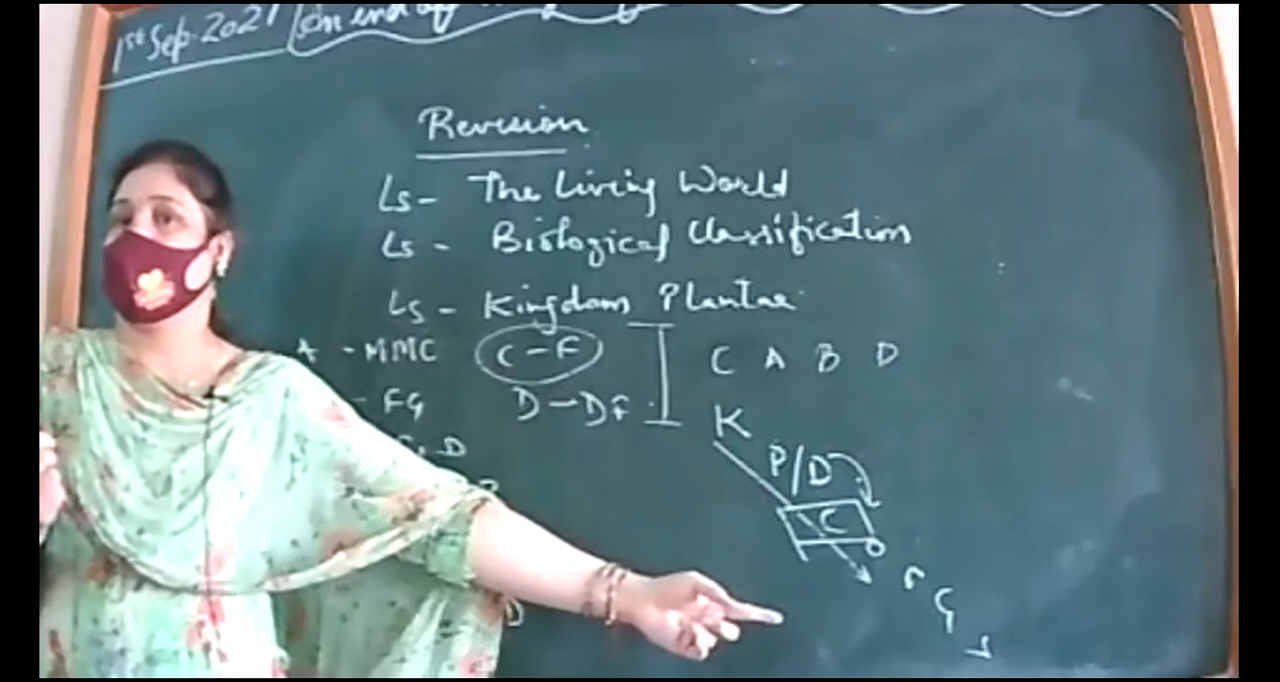 1st Sep. 2021
Revision
Ls - The Living World
Ls - Biological Classification
Ls - Kingdom Plantae
A - MMC C - F C A B D
- FG D - DF K
D P/D
C
F
G
S